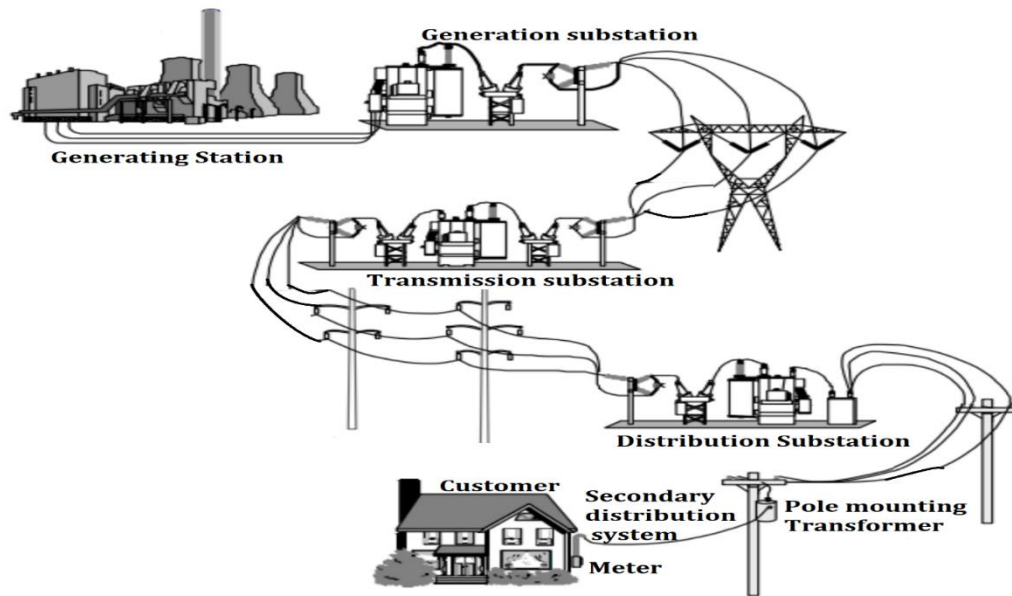 Generation substation
Generating Station
Transmission substation
Distribution Substation
Customer
Secondary
distribution
system
Pole mounting
Transformer
Meter